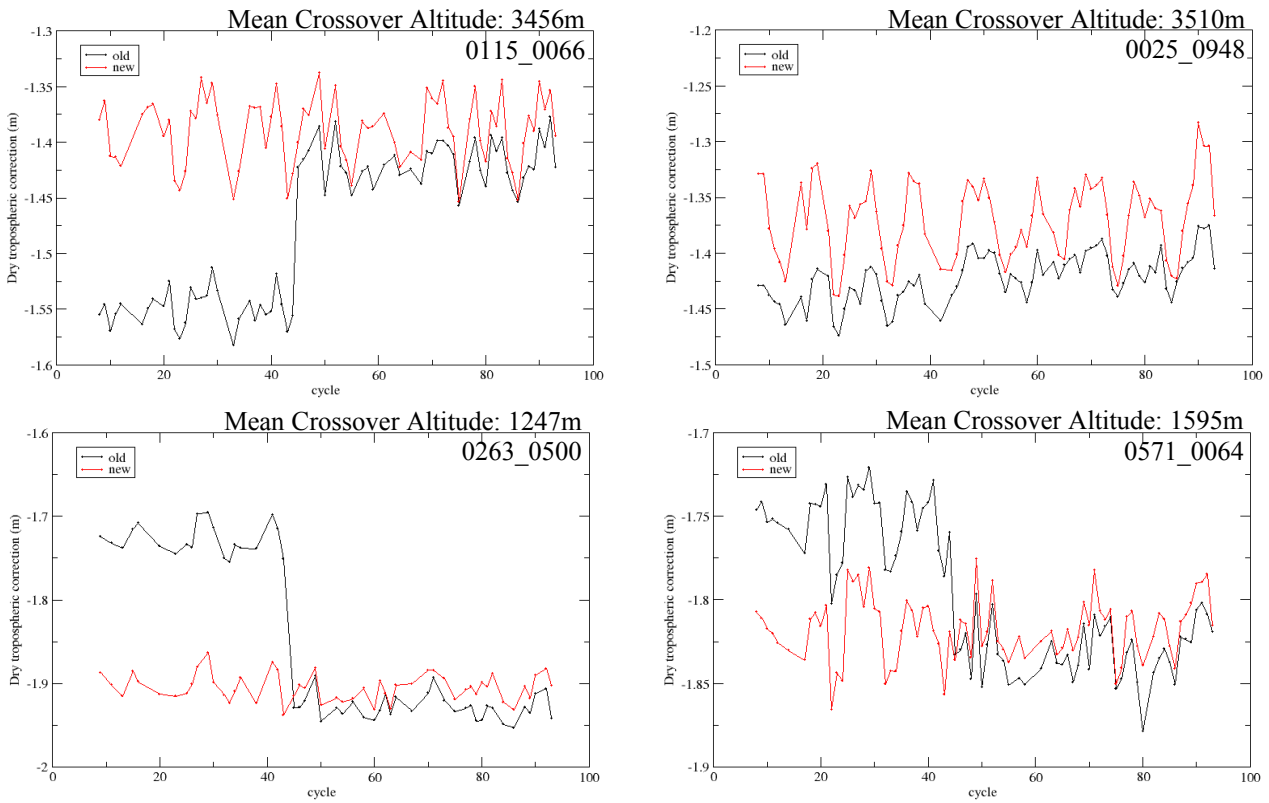 Mean Crossover Altitude: 3456m
0115_0066
old
new
Dry tropospheric correction (m)
-1.3
-1.35
-1.4
-1.45
-1.5
-1.55
-1.6
0 20 40 60 80 100
cycle
Mean Crossover Altitude: 3510m
0025_0948
old
new
Dry tropospheric correction (m)
-1.2
-1.25
-1.3
-1.35
-1.4
-1.45
-1.5
0 20 40 60 80 100
cycle
Mean Crossover Altitude: 1247m
0263_0500
old
new
Dry tropospheric correction (m)
-1.6
-1.7
-1.8
-1.9
-2
0 20 40 60 80 100
cycle
Mean Crossover Altitude: 1595m
0571_0064
old
new
Dry tropospheric correction (m)
-1.7
-1.75
-1.8
-1.85
-1.9
0 20 40 60 80 100
cycle